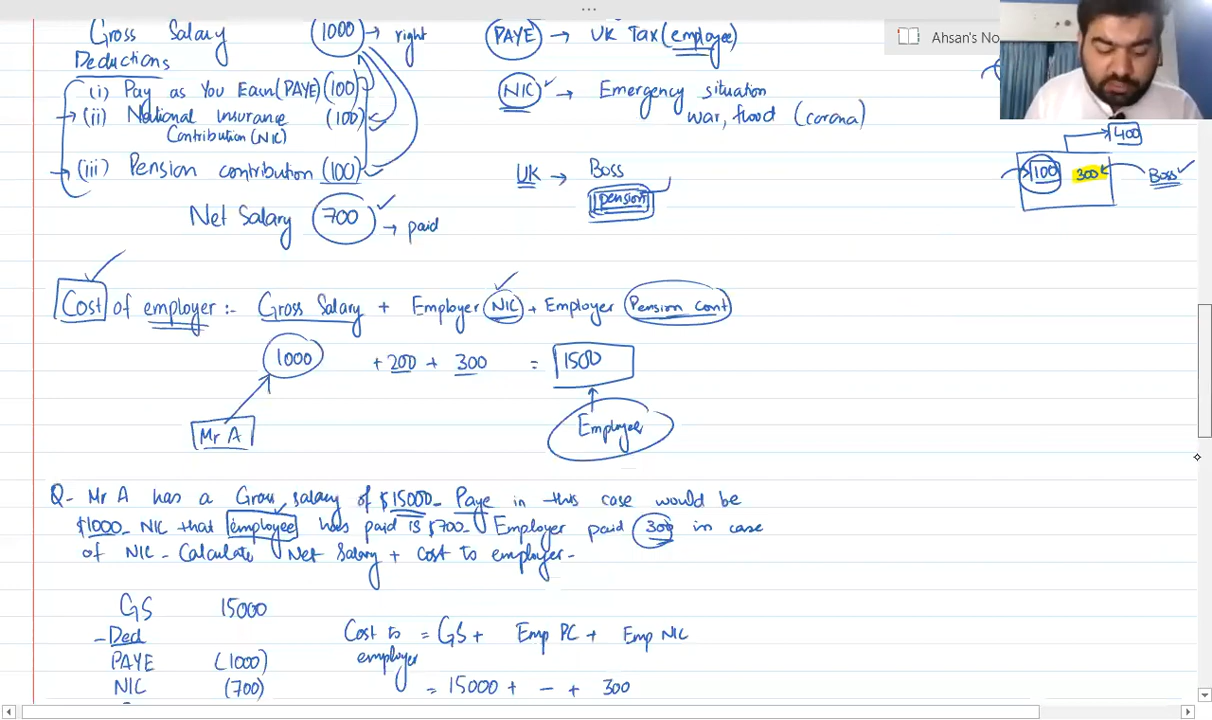 Gross Salary (1000) → right PAYE → UK Tax (employee)
Ahsan's No
Deductions
(i) Pay as You Earn (PAYE) (100)
NIC → Emergency situation
(ii) National insurance (100)
war, flood (corona)
Contribution (NIC)
400
(iii) Pension contribution (100)
UK → Boss
100 300 Boss
pension
Net Salary 700 → paid
Cost of employer :- Gross Salary + Employer NIC + Employer Pension cont
1000 + 200 + 300 = 1500
Mr A
Employer
Q- Mr A has a Gross salary of $15000- Paye in this case would be
$1000- NIC that employee has paid is $700- Employer paid 300 in case
of NIC - Calculate Net Salary + cost to employer-
GS 15000
- Ded
Cost to employer = GS + Emp PC + Emp NIC
PAYE (1000)
NIC (700)
= 15000 + - + 300